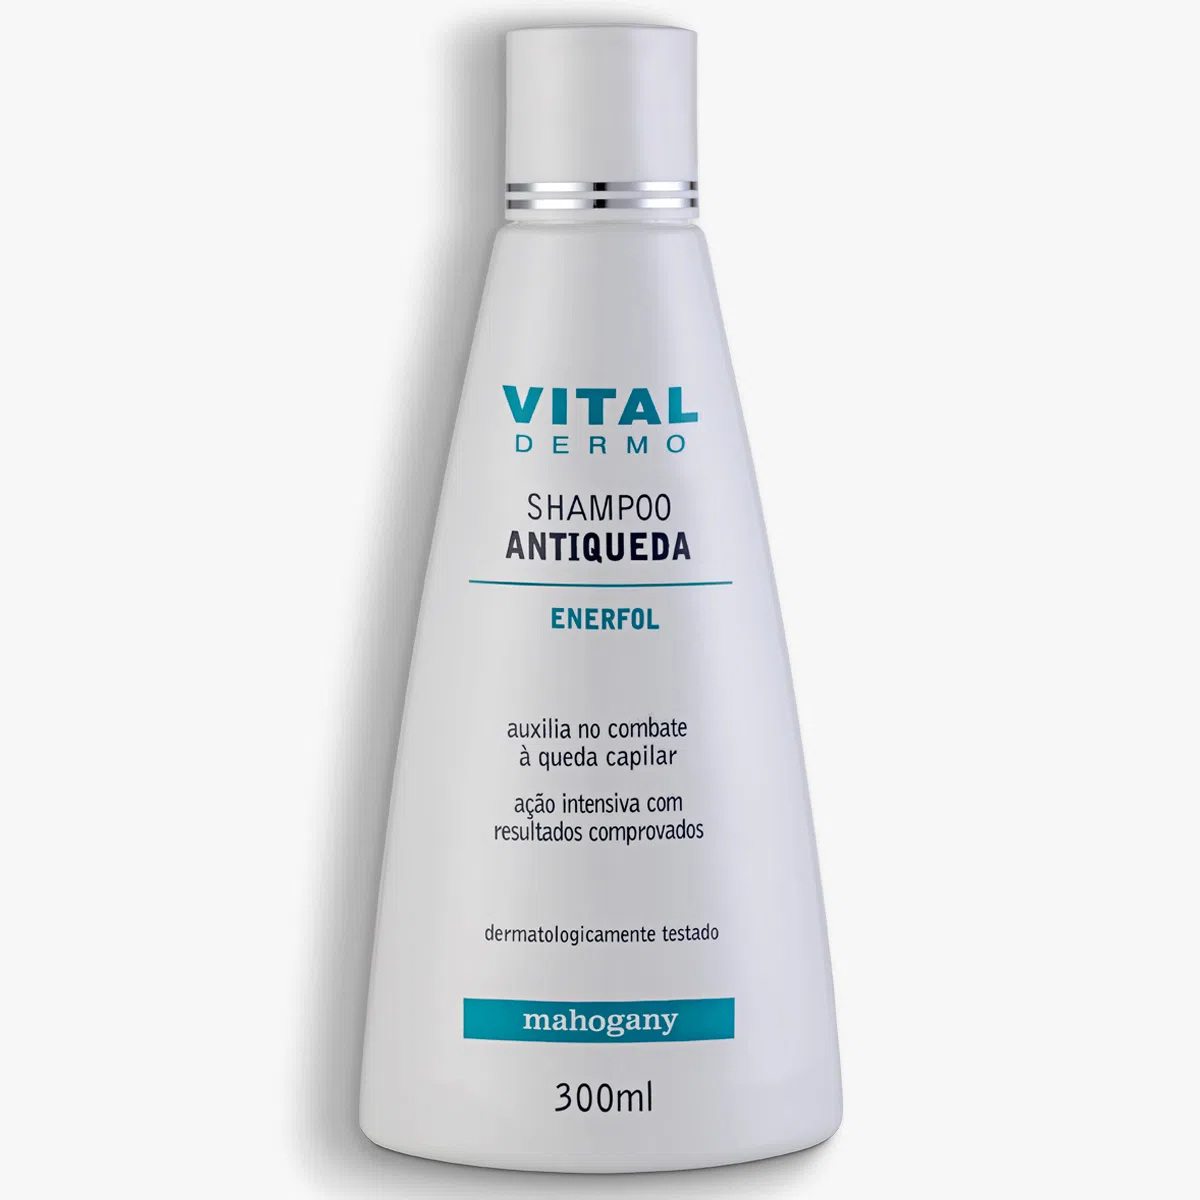 VITAL
DERMO
SHAMPOO
ANTIQUEDA
ENERFOL
auxilia no combate
à queda capilar
ação intensiva com
resultados comprovados
dermatologicamente testado
mahogany
300ml